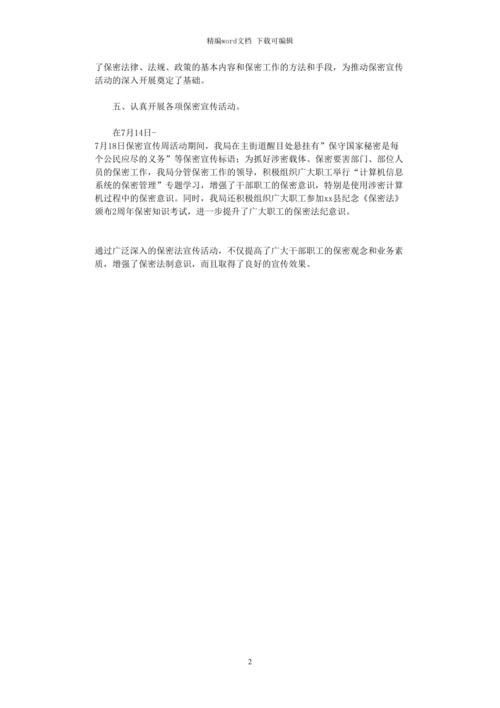 精编word文档 下载可编辑
了保密法律、法规、政策的基本内容和保密工作的方法和手段，为推动保密宣传
活动的深入开展奠定了基础。
五、认真开展各项保密宣传活动。
在7月14日-
7月18日保密宣传周活动期间，我局在主街道醒目处悬挂有"保守国家秘密是每
个公民应尽的义务"等保密宣传标语；为抓好涉密载体、保密要害部门、部位人
员的保密工作，我局分管保密工作的领导，积极组织广大职工举行"计算机信息
系统的保密管理"专题学习，增强了干部职工的保密意识，特别是使用涉密计算
机过程中的保密意识。同时，我局还积极组织广大职工参加xx县纪念《保密法》
颁布2周年保密知识考试，进一步提升了广大职工的保密法纪意识。
通过广泛深入的保密法宣传活动，不仅提高了广大干部职工的保密观念和业务素
质，增强了保密法制意识，而且取得了良好的宣传效果。
2